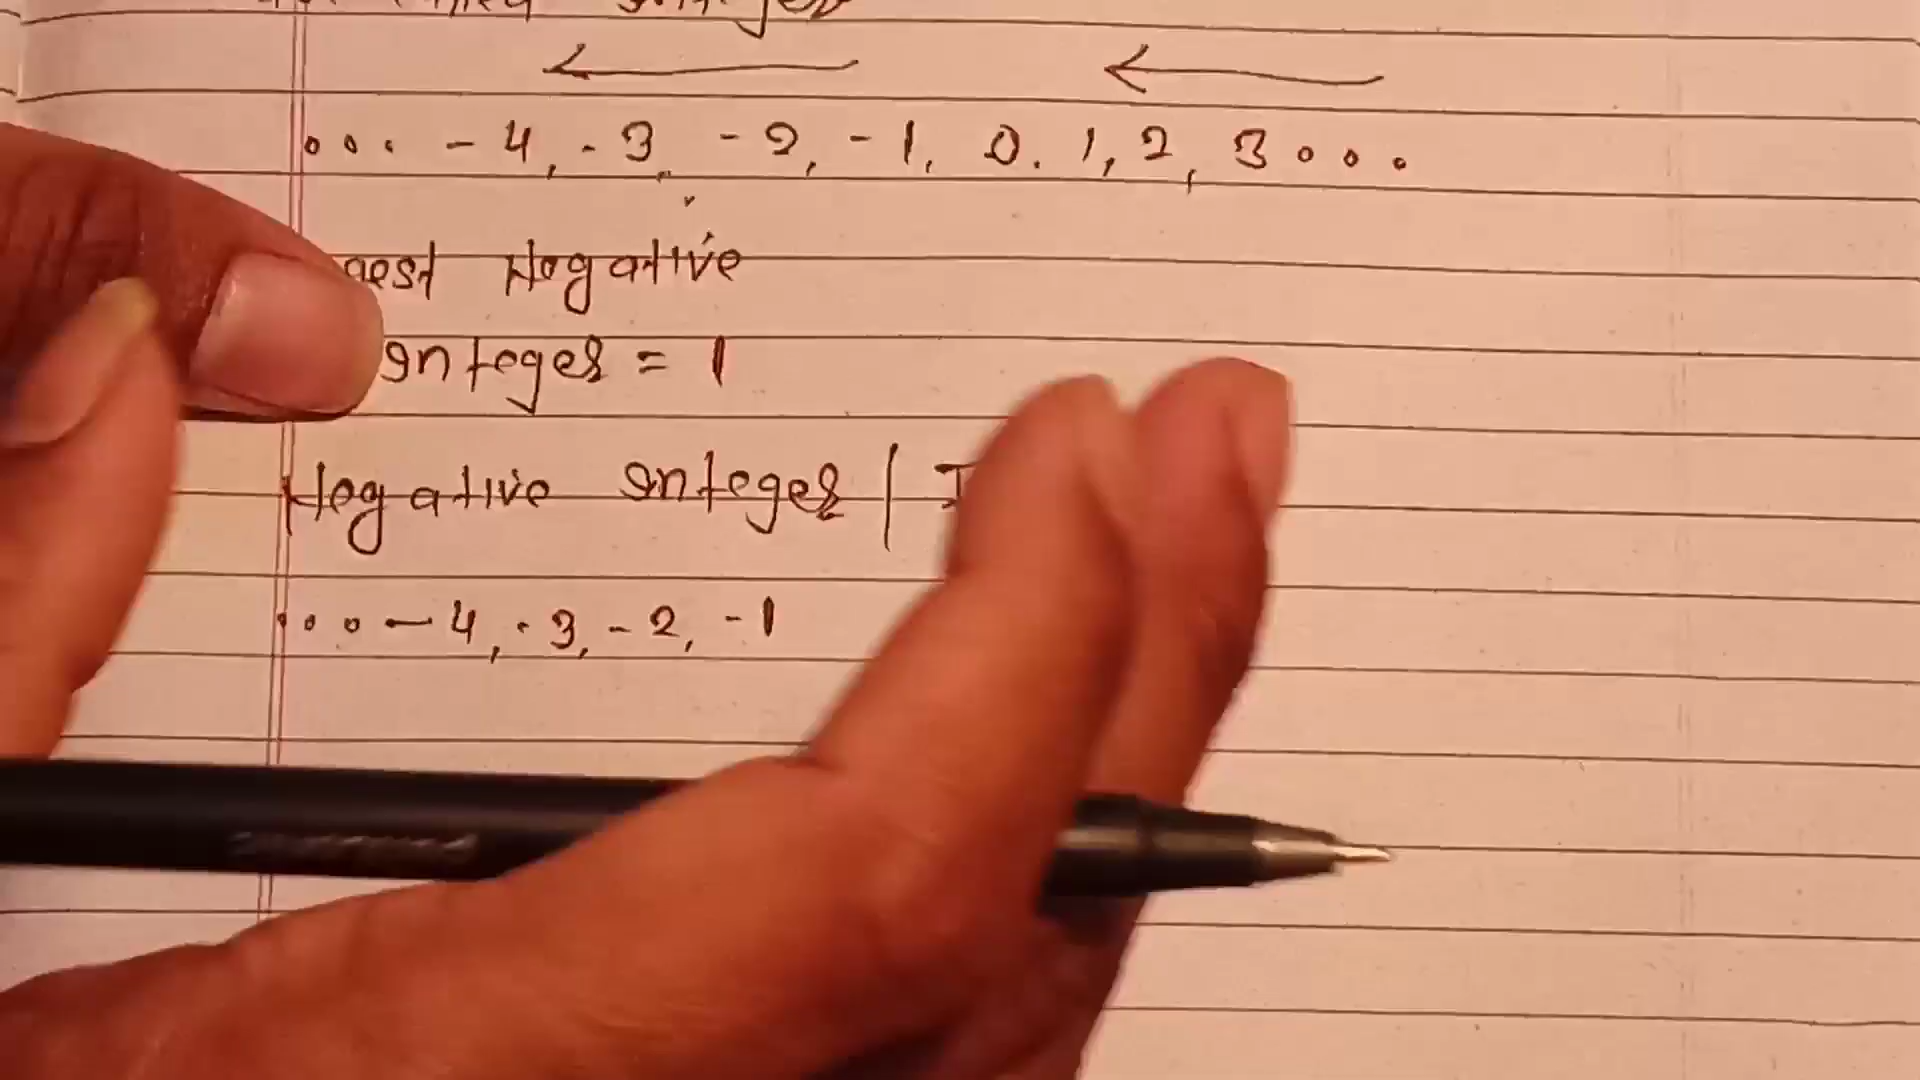 ... - 4, - 3, - 2, - 1, 0. 1, 2, 3 ...
gest Negative
Integer = 1
Negative Integer | I
... - 4, - 3, - 2, - 1